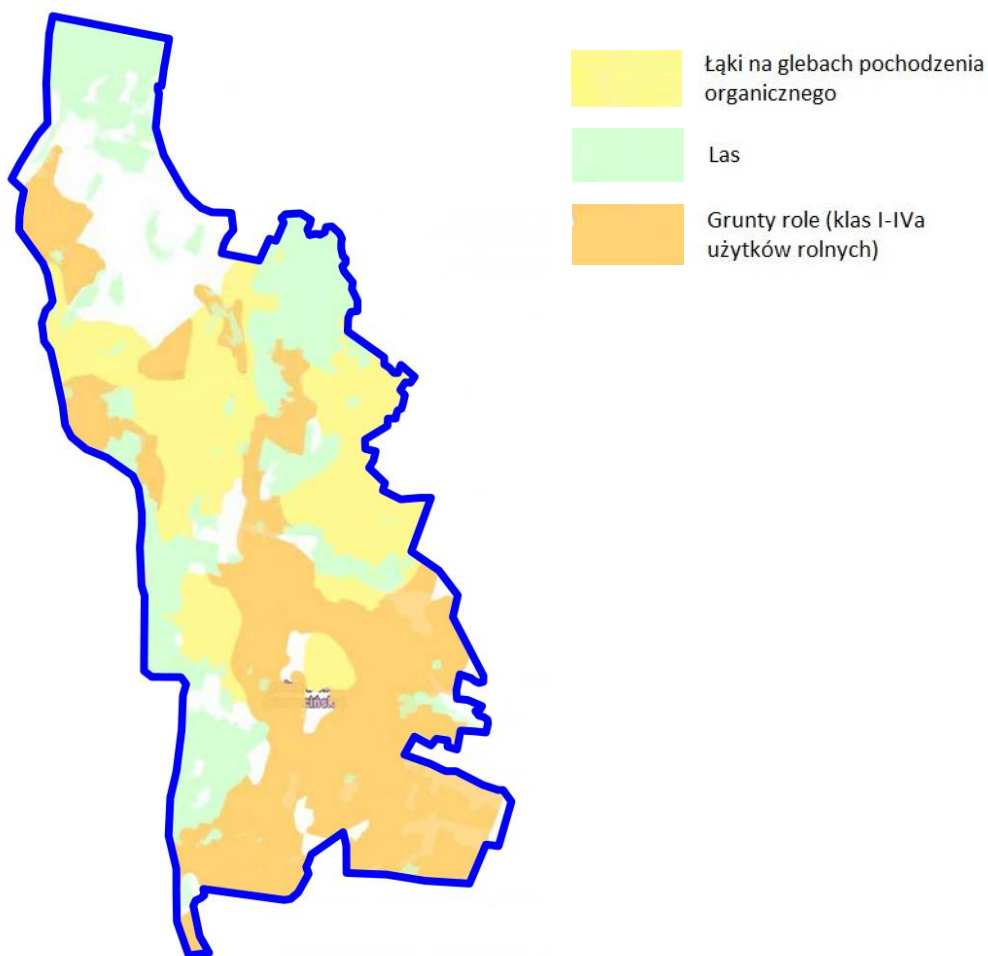 Łąki na glebach pochodzenia
organicznego
Las
Grunty role (klas I-IVa
użytków rolnych)